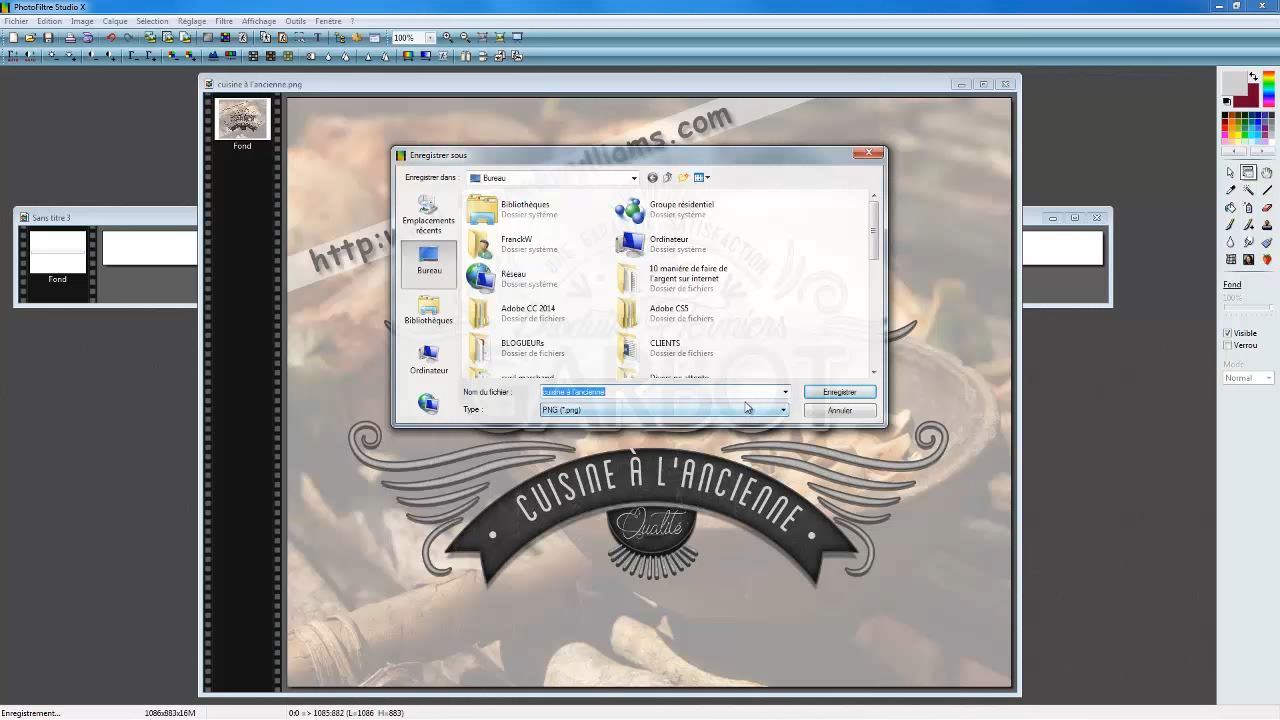 PhotoFiltre Studio X
Fichier Edition Image Calque Sélection Réglage Filtre Affichage Outils Fenêtre ?
100%
cuisine à l'ancienne.png
Fond
Sans titre 3
Fond
Enregistrer sous
Enregistrer dans :
Bureau
Emplacements récents
Bureau
Bibliothèques
Ordinateur
Bibliothèques
Dossier système
Groupe résidentiel
Dossier système
FranckW
Dossier système
Ordinateur
Dossier système
Réseau
Dossier système
10 maniére de faire de
l'argent sur internet
Dossier de fichiers
Adobe CC 2014
Dossier de fichiers
Adobe CS5
Dossier de fichiers
BLOGUEURs
Dossier de fichiers
CLIENTS
Dossier de fichiers
Nom du fichier :
cuisine à l'ancienne
Enregistrer
Type :
PNG (*.png)
Annuler
CUISINE À L'ANCIENNE
Qualité
Fond
100%
Visible
Verrou
Mode :
Normal
Enregistrement...
1086x883x16M
0:0 => 1085:882 (L=1086 H=883)